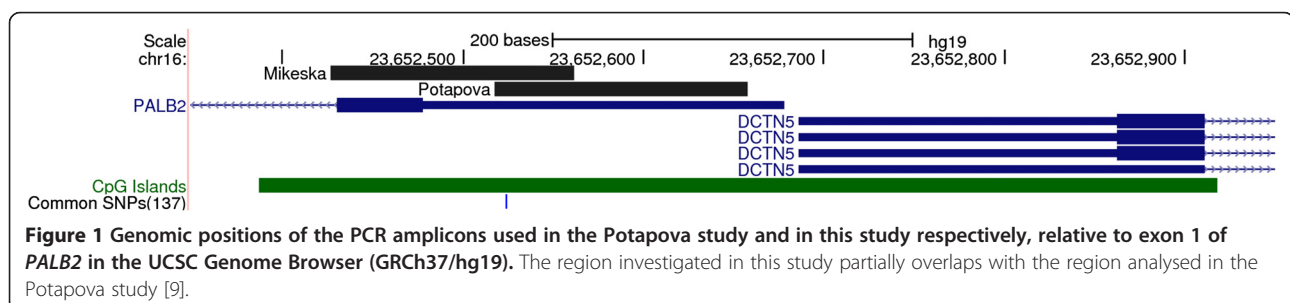 Scale 200 bases hg19
chr16: 23,652,500 23,652,600 23,652,700 23,652,800 23,652,900
Mikeska
Potapova
PALB2
DCTN5
DCTN5
DCTN5
DCTN5
CpG Islands
Common SNPs(137)
Figure 1 Genomic positions of the PCR amplicons used in the Potapova study and in this study respectively, relative to exon 1 of
PALB2 in the UCSC Genome Browser (GRCh37/hg19). The region investigated in this study partially overlaps with the region analysed in the
Potapova study [9].